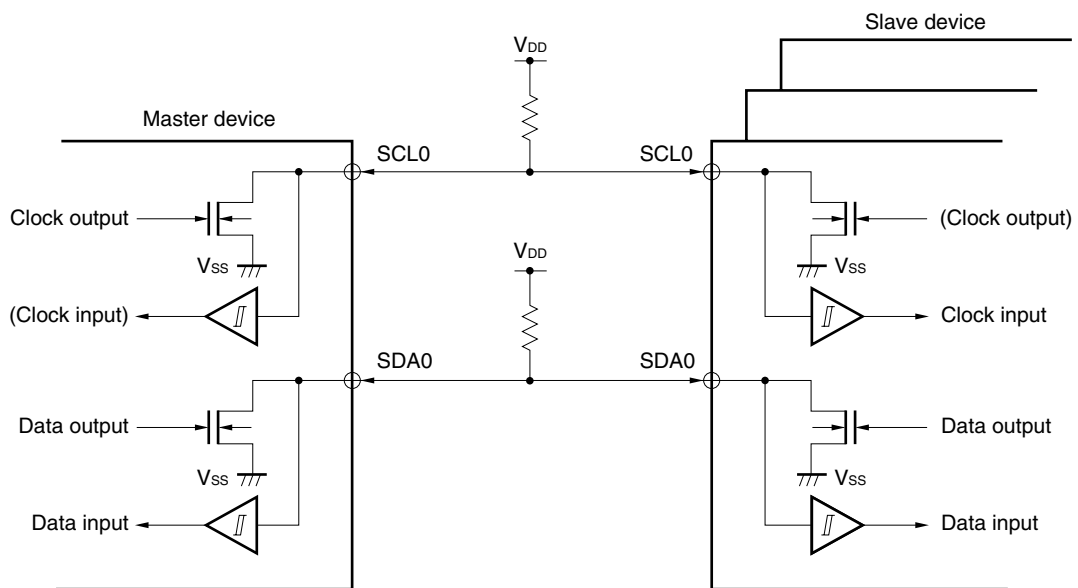 Slave device
VDD
Master device
SCL0
SCL0
Clock output
(Clock output)
VSS
VSS
VDD
(Clock input)
Clock input
SDA0
SDA0
Data output
Data output
VSS
VSS
Data input
Data input